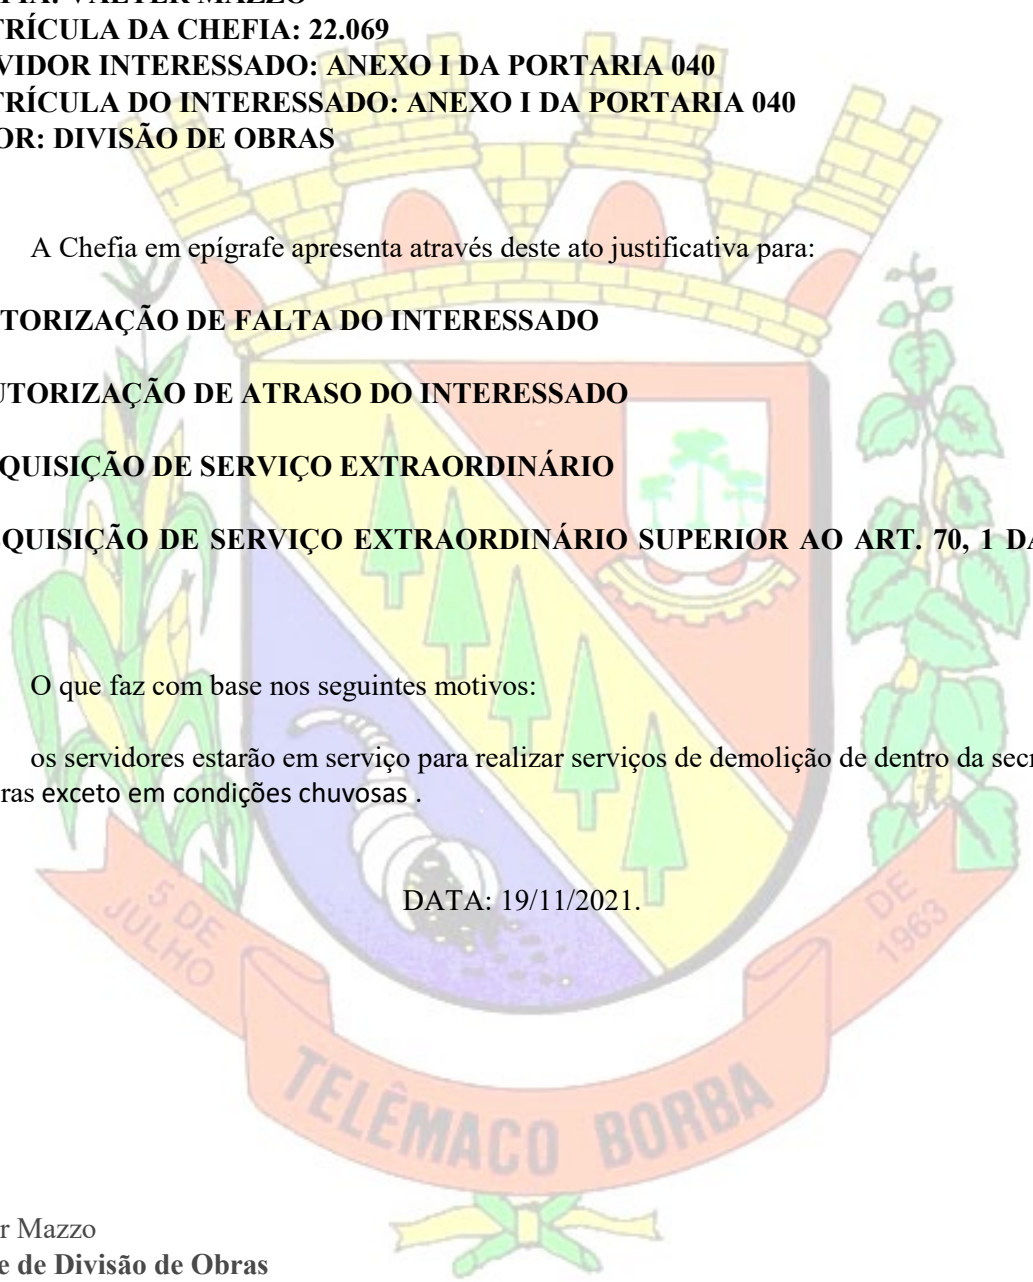 FIA: VALTER MAZZO
TRÍCULA DA CHEFIA: 22.069
VIDOR INTERESSADO: ANEXO I DA PORTARIA 040
TRÍCULA DO INTERESSADO: ANEXO I DA PORTARIA 040
OR: DIVISÃO DE OBRAS
A Chefia em epígrafe apresenta através deste ato justificativa para:
TORIZAÇÃO DE FALTA DO INTERESSADO
UTORIZAÇÃO DE ATRASO DO INTERESSADO
QUISIÇÃO DE SERVIÇO EXTRAORDINÁRIO
QUISIÇÃO DE SERVIÇO EXTRAORDINÁRIO SUPERIOR AO ART. 70, 1 DA
O que faz com base nos seguintes motivos:
os servidores estarão em serviço para realizar serviços de demolição de dentro da secr
ras exceto em condições chuvosas .
DATA: 19/11/2021.
5 DE JULHO
DE 1963
TELÊMACO BORBA
r Mazzo
e de Divisão de Obras